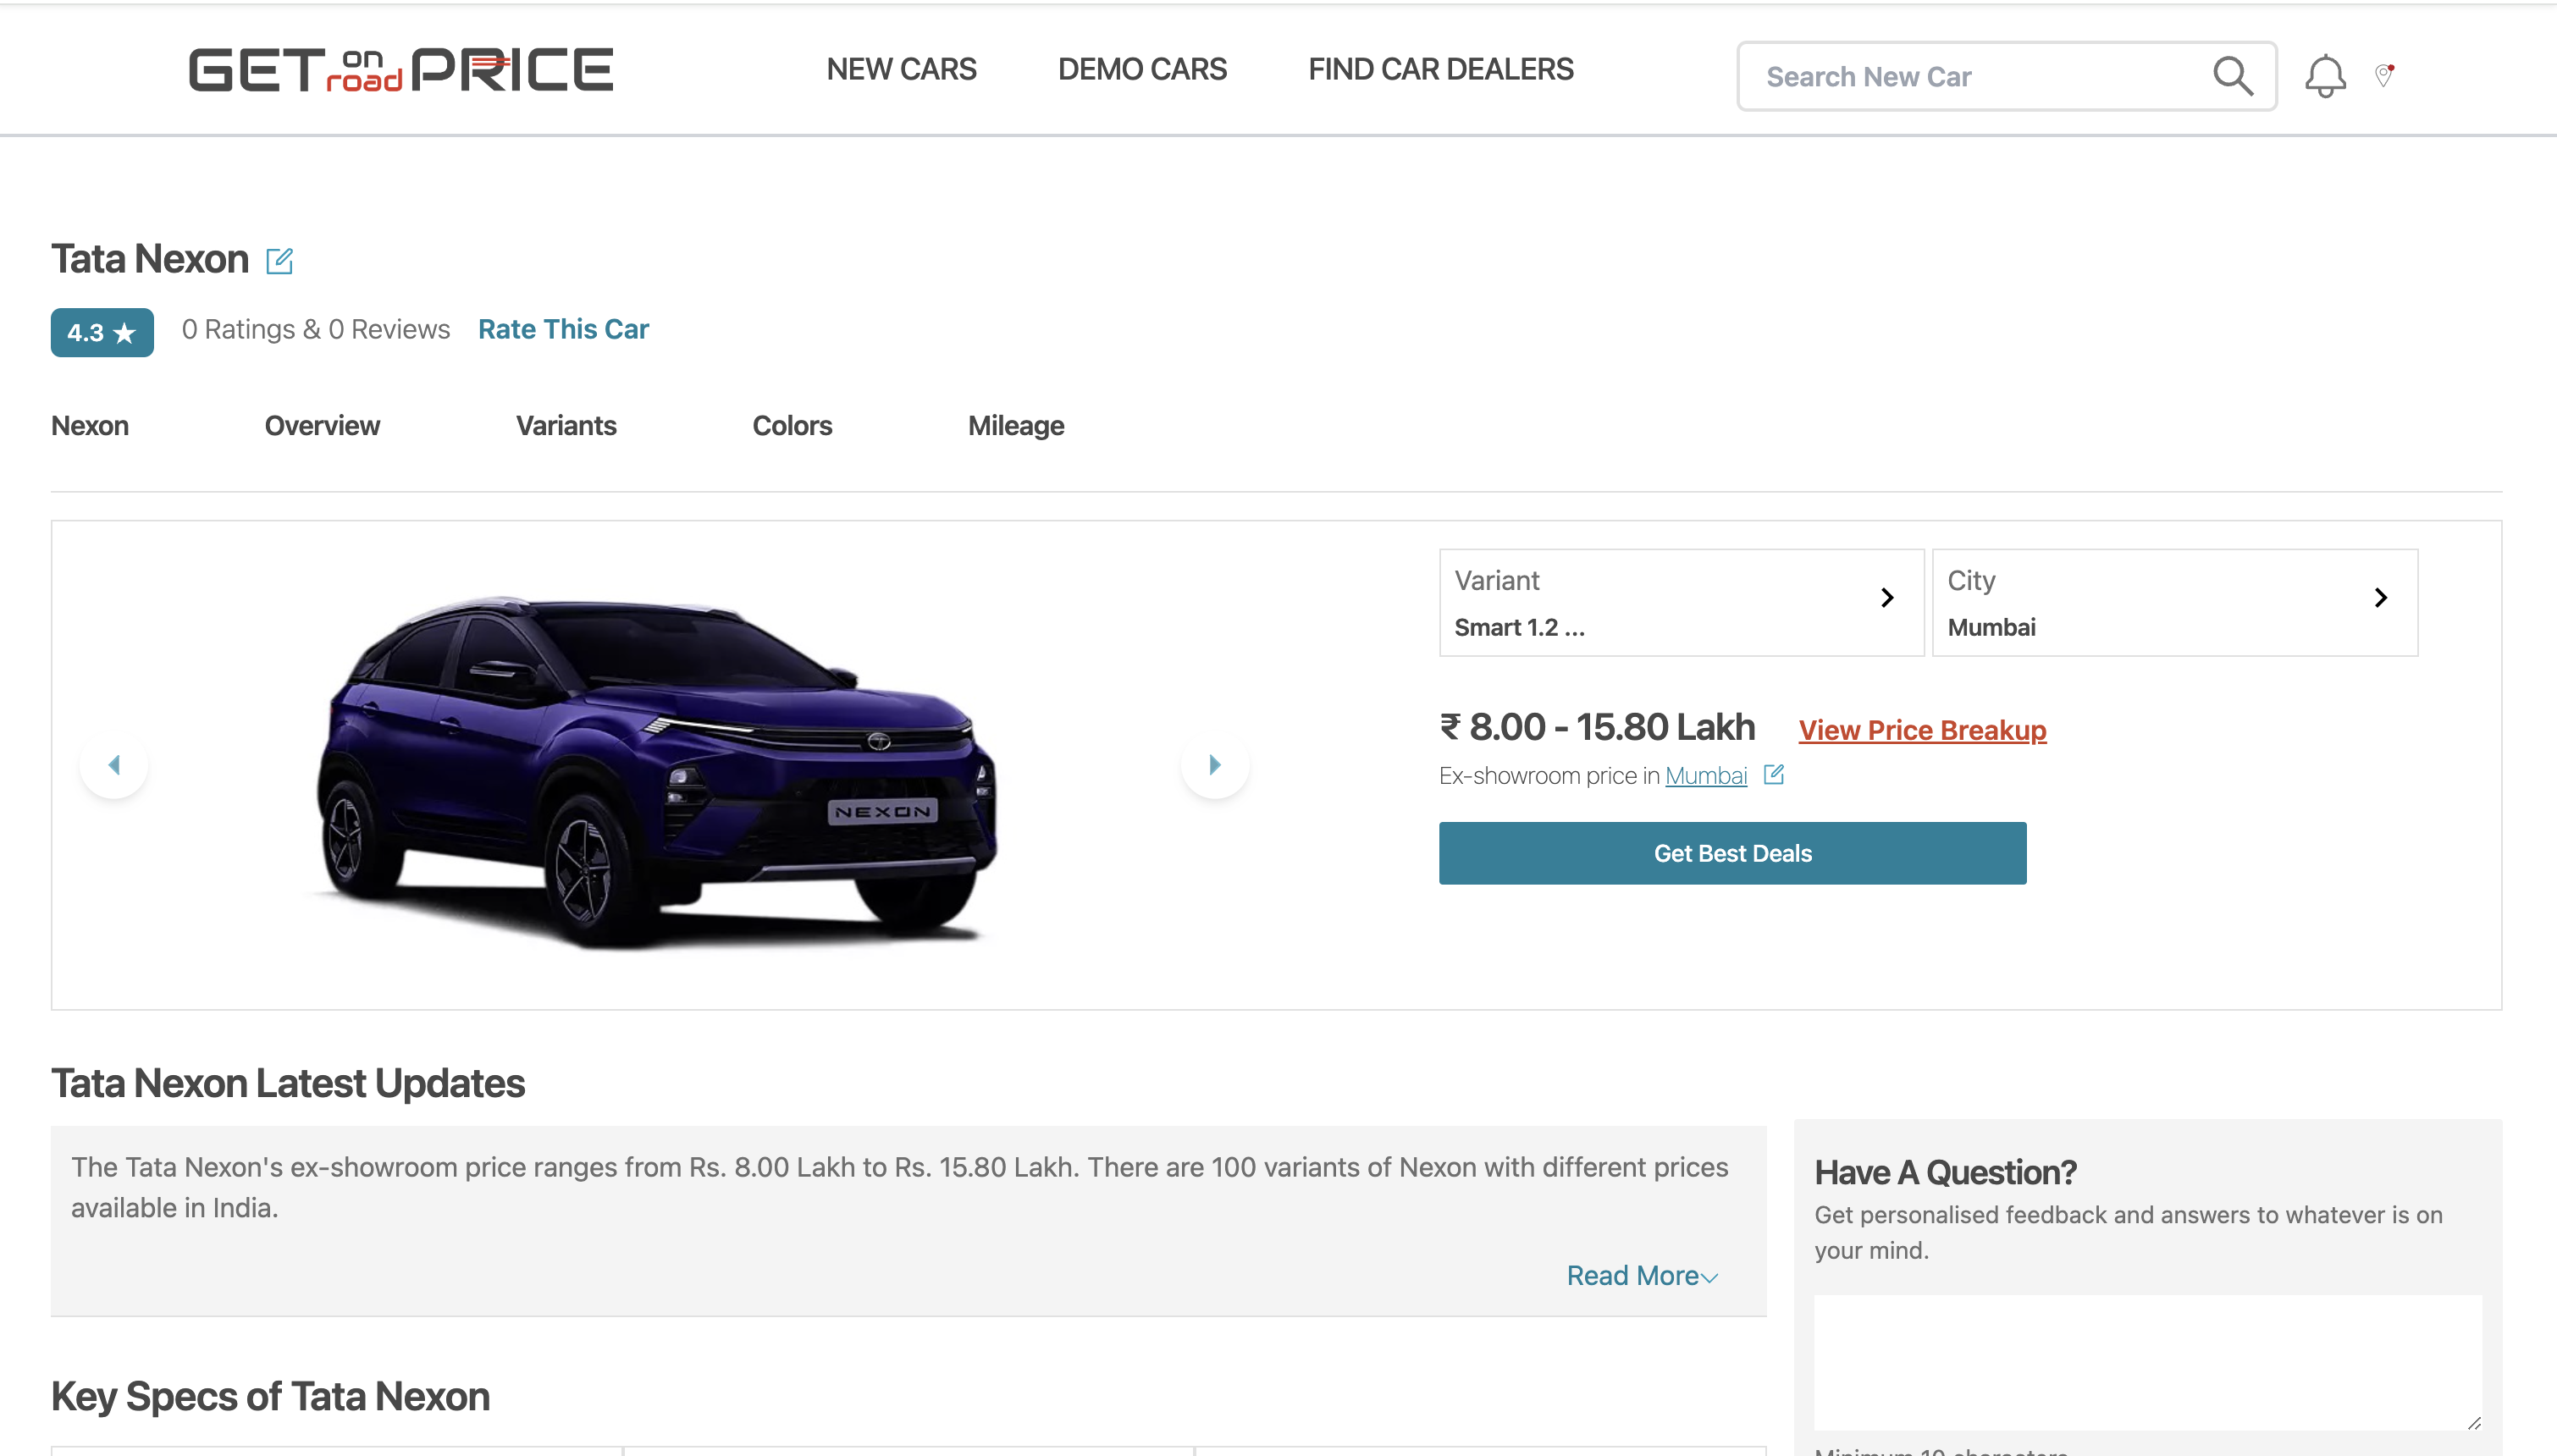 GET on road PRICE
NEW CARS
DEMO CARS
FIND CAR DEALERS
Search New Car
Tata Nexon
4.3 ★
0 Ratings & 0 Reviews
Rate This Car
Nexon
Overview
Variants
Colors
Mileage
Variant
Smart 1.2 ...
City
Mumbai
₹ 8.00 - 15.80 Lakh
View Price Breakup
Ex-showroom price in Mumbai
Get Best Deals
NEXON
Tata Nexon Latest Updates
The Tata Nexon's ex-showroom price ranges from Rs. 8.00 Lakh to Rs. 15.80 Lakh. There are 100 variants of Nexon with different prices
available in India.
Read More
Have A Question?
Get personalised feedback and answers to whatever is on
your mind.
Key Specs of Tata Nexon
Minimum 10 characters